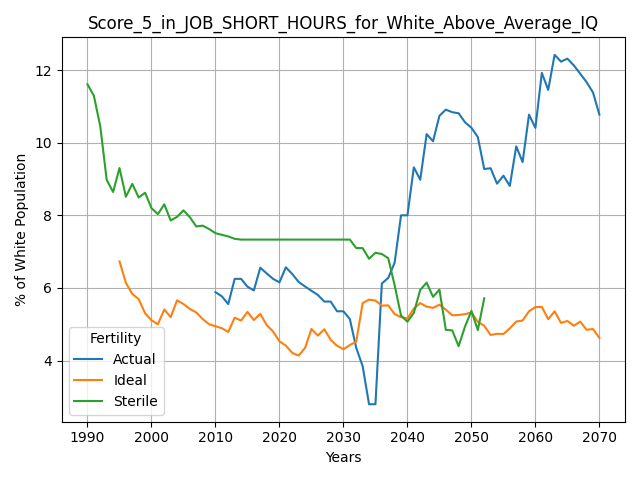 Score_5_in_JOB_SHORT_HOURS_for_White_Above_Average_IQ
% of White Population
12
10
8
6
4
Fertility
Actual
Ideal
Sterile
1990 2000 2010 2020 2030 2040 2050 2060 2070
Years